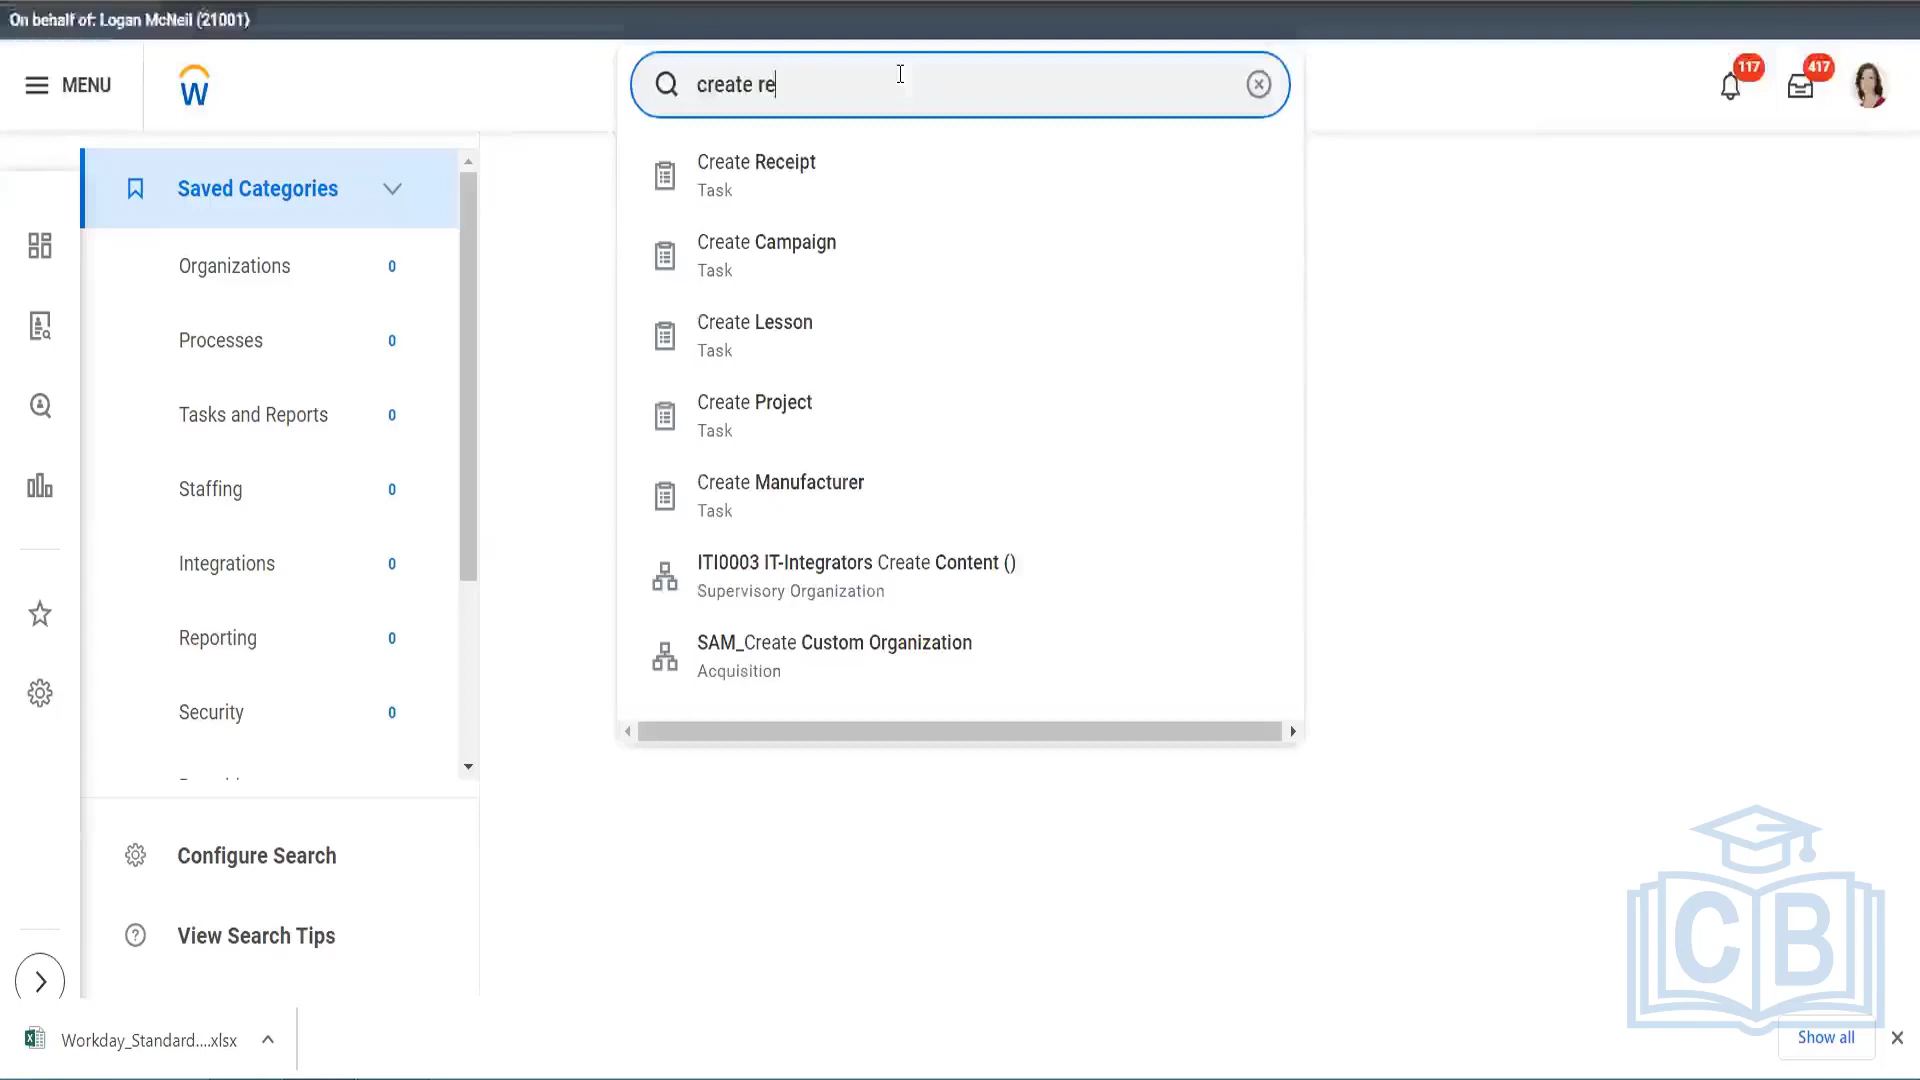 On behalf of: Logan McNeil (21001)
MENU
W
create re
117
417
Saved Categories
Organizations 0
Processes 0
Tasks and Reports 0
Staffing 0
Integrations 0
Reporting 0
Security 0
Configure Search
View Search Tips
Create Receipt
Task
Create Campaign
Task
Create Lesson
Task
Create Project
Task
Create Manufacturer
Task
ITI0003 IT-Integrators Create Content ()
Supervisory Organization
SAM_Create Custom Organization
Acquisition
CB
Workday_Standard....xlsx
Show all